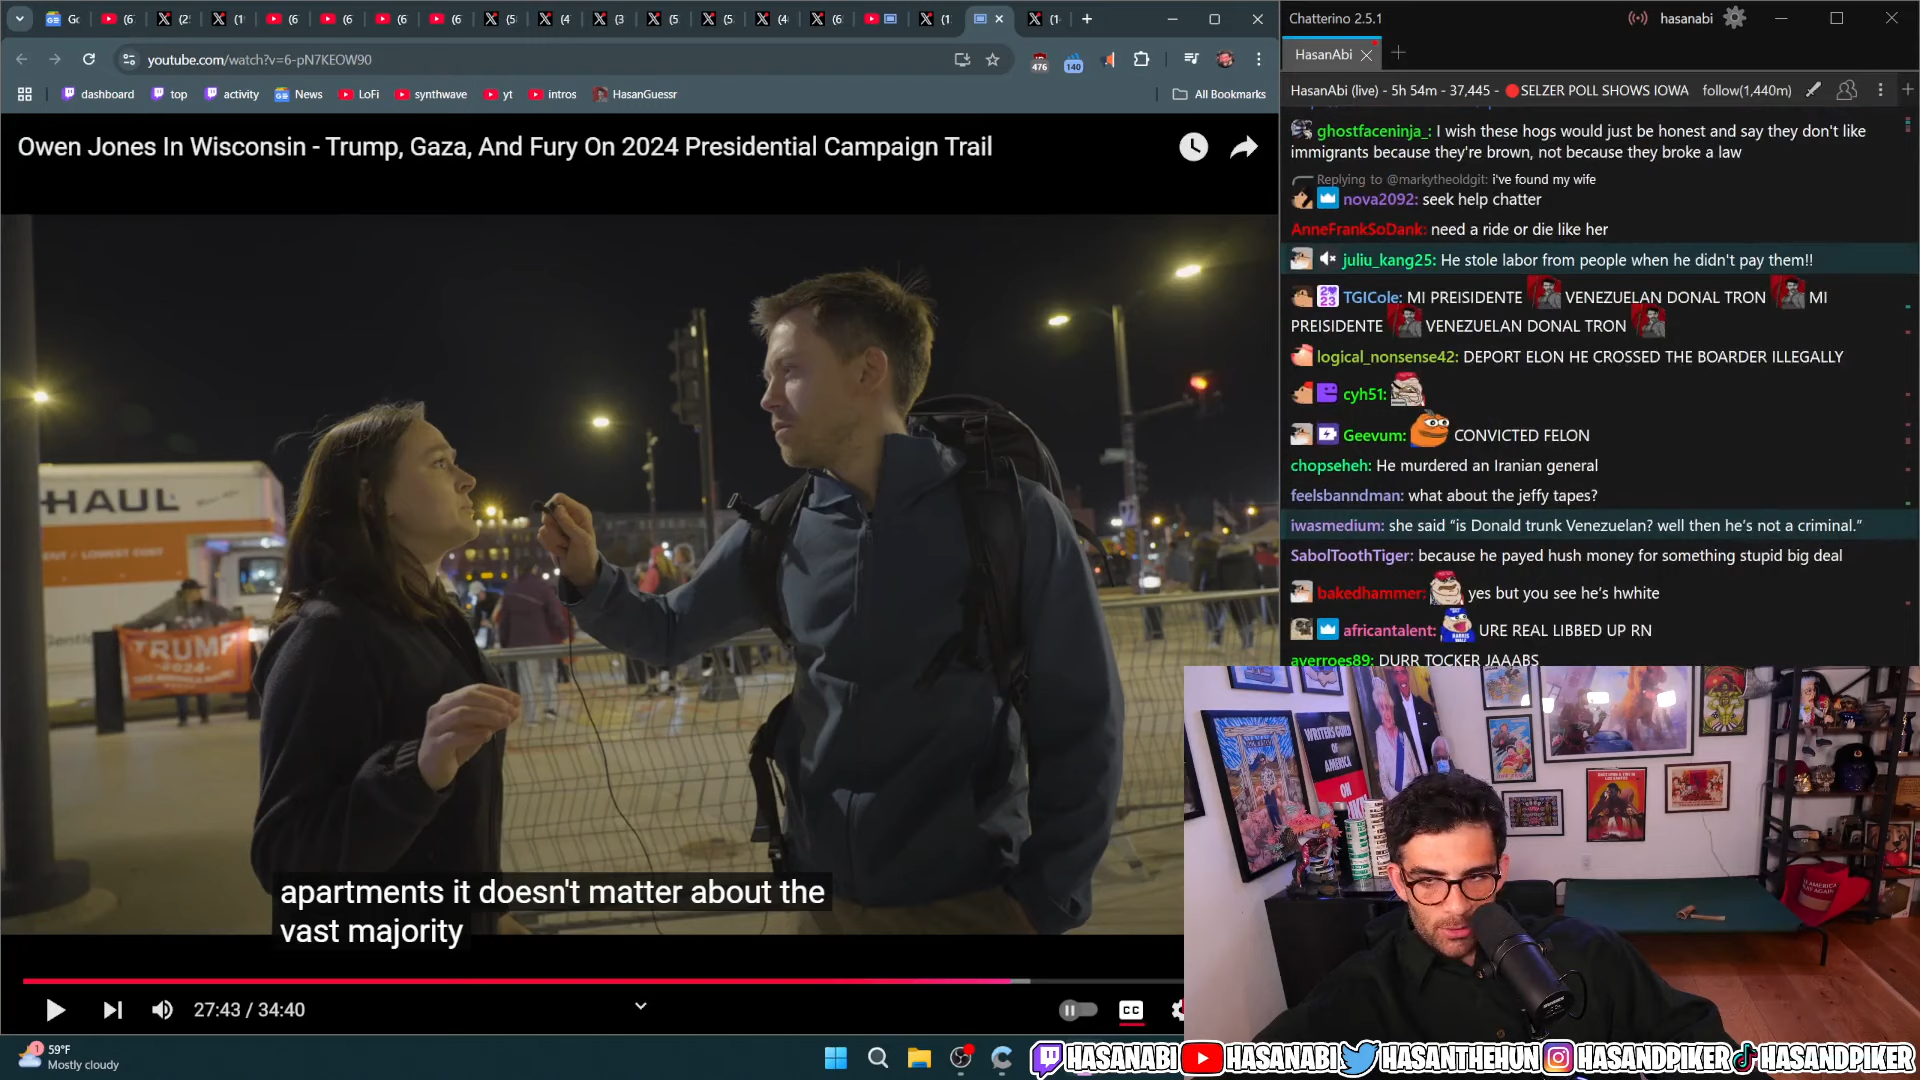 youtube.com/watch?v=6-pN7KEOW90
476
140
dashboard
top
activity
News
LoFi
synthwave
yt
intros
HasanGuessr
All Bookmarks
Owen Jones In Wisconsin - Trump, Gaza, And Fury On 2024 Presidential Campaign Trail
HAUL
TRUMP
2024
apartments it doesn't matter about the
vast majority
27:43 / 34:40
CC
1
59°F
Mostly cloudy
Chatterino 2.5.1
hasanabi
HasanAbi
HasanAbi (live) - 5h 54m - 37,445 - 🔴SELZER POLL SHOWS IOWA
follow(1,440m)
ghostfaceninja_: I wish these hogs would just be honest and say they don't like
immigrants because they're brown, not because they broke a law
Replying to @markytheoldgit: i've found my wife
nova2092: seek help chatter
AnneFrankSoDank: need a ride or die like her
juliu_kang25: He stole labor from people when he didn't pay them!!
TGICole: MI PREISIDENTE VENEZUELAN DONAL TRON MI
PREISIDENTE VENEZUELAN DONAL TRON
logical_nonsense42: DEPORT ELON HE CROSSED THE BOARDER ILLEGALLY
cyh51:
Geevum: CONVICTED FELON
chopseheh: He murdered an Iranian general
feelsbanndman: what about the jeffy tapes?
iwasmedium: she said “is Donald trunk Venezuelan? well then he’s not a criminal.”
SabolToothTiger: because he payed hush money for something stupid big deal
bakedhammer: yes but you see he’s hwhite
africantalent: URE REAL LIBBED UP RN
averroes89: DURR TOCKER JAAABS
WRITERS GUILD
OF
AMERICA
ON
HASANABI
HASANABI
HASANTHEHUN
HASANDPIKER
HASANDPIKER